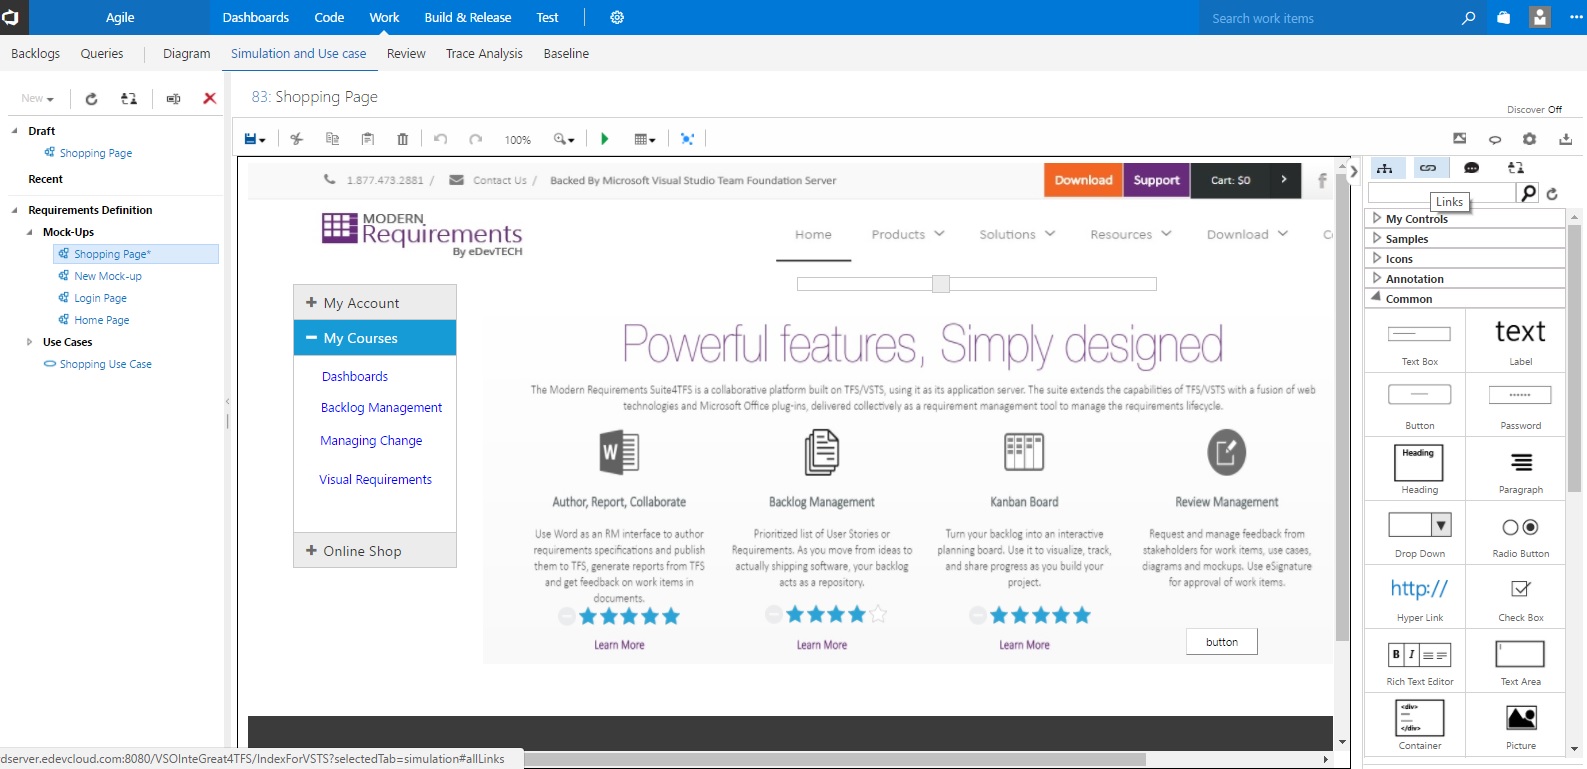 Agile
Dashboards Code Work Build & Release Test
Search work items
Backlogs Queries Diagram Simulation and Use case Review Trace Analysis Baseline
New
Draft
Shopping Page
Recent
Requirements Definition
Mock-Ups
Shopping Page*
New Mock-up
Login Page
Home Page
Use Cases
Shopping Use Case
83: Shopping Page
Discover Off
100%
1.877.473.2881 / Contact Us / Backed By Microsoft Visual Studio Team Foundation Server
Download Support Cart: $0 >
MODERN
Requirements
By eDevTECH
Home Products Solutions Resources Download
My Account
My Courses
Dashboards
Backlog Management
Managing Change
Visual Requirements
Online Shop
Powerful features, Simply designed
The Modern Requirements Suite4TFS is a collaborative platform built on TFS/VSTS, using it as its application server. The suite extends the capabilities of TFS/VSTS with a fusion of web
technologies and Microsoft Office plug-ins, delivered collectively as a requirement management tool to manage the requirements lifecycle.
Author, Report, Collaborate
Use Word as an RM interface to author
requirements specifications and publish
them to TFS, generate reports from TFS
and get feedback on work items in
documents.
Learn More
Backlog Management
Prioritized list of User Stories or
Requirements. As you move from ideas to
actually shipping software, your backlog
acts as a repository.
Learn More
Kanban Board
Turn your backlog into an interactive
planning board. Use it to visualize, track,
and share progress as you build your
project.
Learn More
Review Management
Request and manage feedback from
stakeholders for work items, use cases,
diagrams and mockups. Use eSignature
for approval of work items.
button
Links
My Controls
Samples
Icons
Annotation
Common
Text Box
text
Label
Button
Password
Heading
Heading
Paragraph
Drop Down
Radio Button
http://
Hyper Link
Check Box
B I
Rich Text Editor
Text Area
<div>
</div>
Container
Picture
dserver.edevcloud.com:8080/VSOInteGreat4TFS/IndexForVSTS?selectedTab=simulation#allLinks